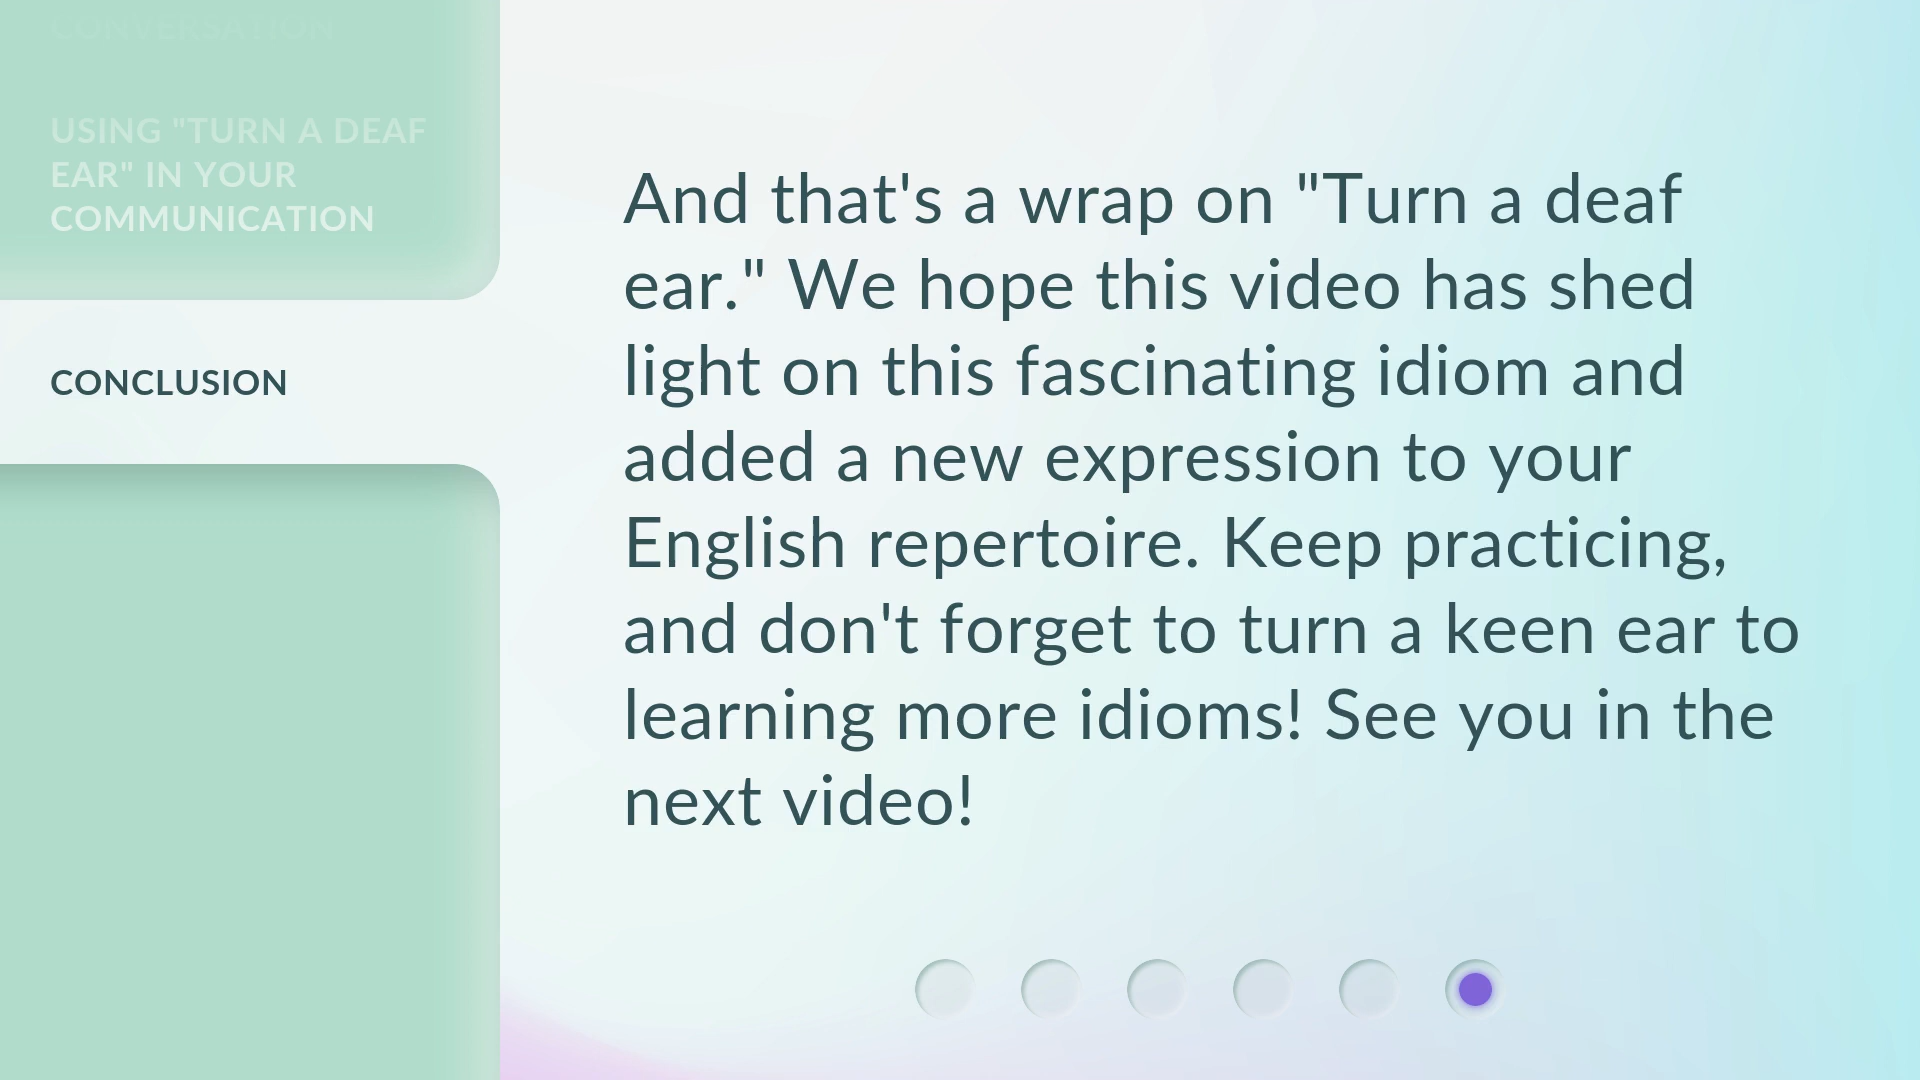 CONVERSATION
USING "TURN A DEAF
EAR" IN YOUR
COMMUNICATION
CONCLUSION
And that's a wrap on "Turn a deaf
ear." We hope this video has shed
light on this fascinating idiom and
added a new expression to your
English repertoire. Keep practicing,
and don't forget to turn a keen ear to
learning more idioms! See you in the
next video!